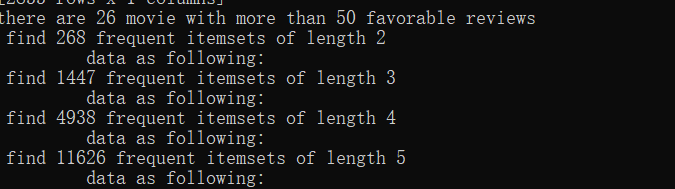 [2833 rows x 1 columns]
there are 26 movie with more than 50 favorable reviews
find 268 frequent itemsets of length 2
data as following:
find 1447 frequent itemsets of length 3
data as following:
find 4938 frequent itemsets of length 4
data as following:
find 11626 frequent itemsets of length 5
data as following: